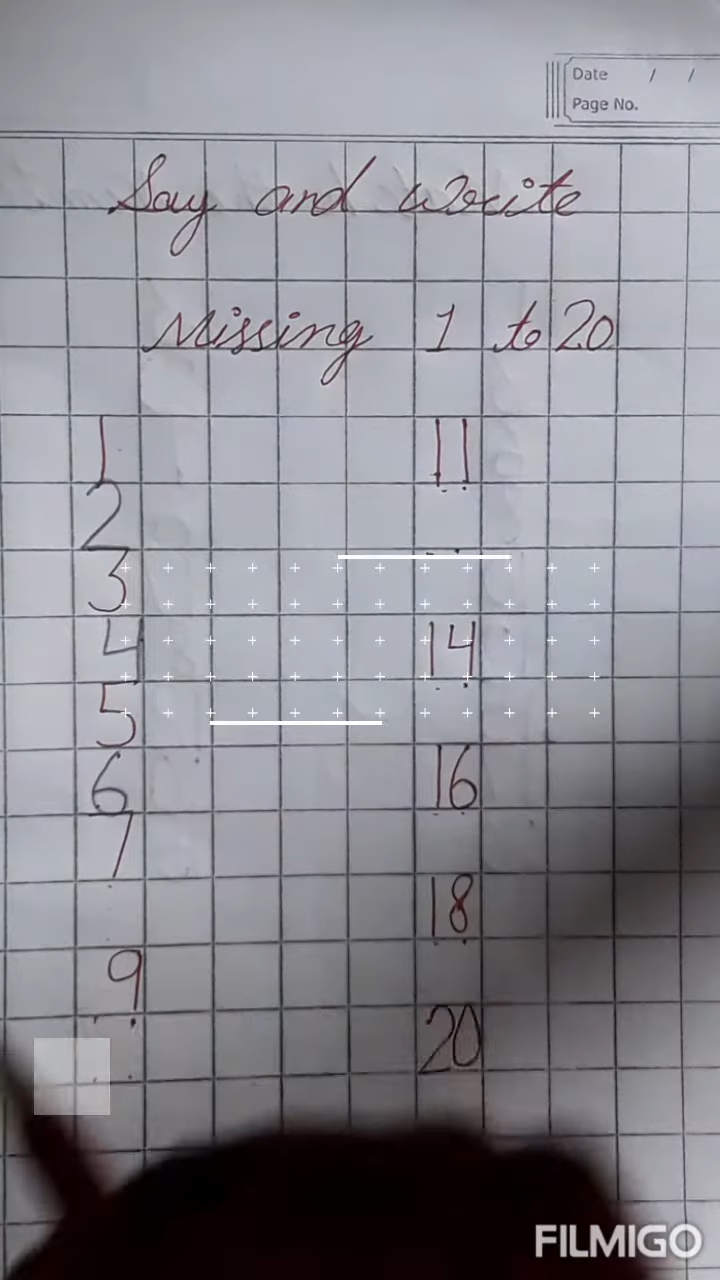 Date / /
Page No.
Say and Write
Missing 1 to 20
1 11
2
3
4 14
5
6 16
7
18
9
20
FILMIGO